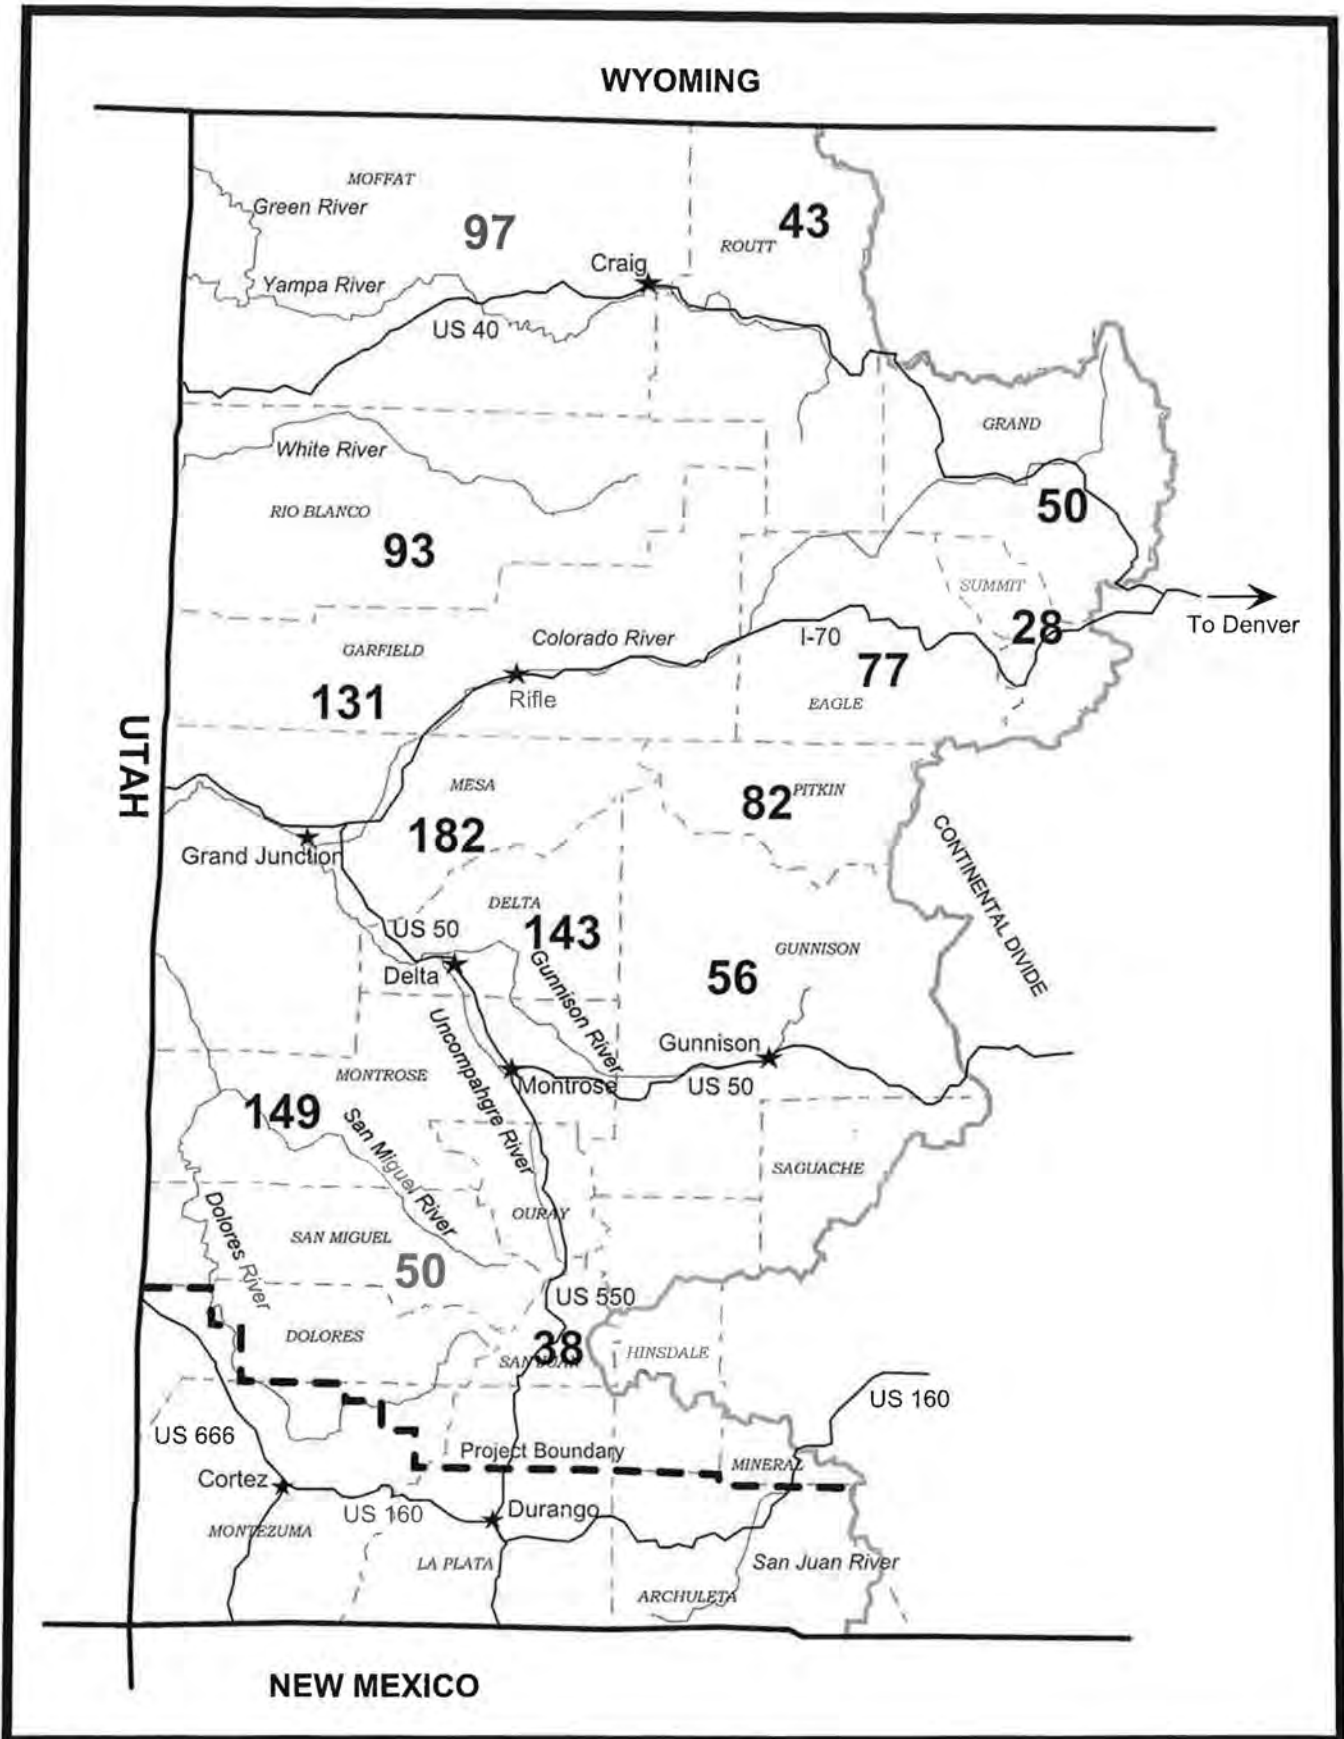 WYOMING
MOFFAT
Green River
97
43
ROUTT
Craig
Yampa River
US 40
GRAND
White River
50
RIO BLANCO
93
SUMMIT
28
To Denver
Colorado River
I-70
GARFIELD
77
131
Rifle
EAGLE
UTAH
MESA
82
PITKIN
182
Grand Junction
CONTINENTAL DIVIDE
DELTA
US 50
143
GUNNISON
Delta
Gunnison River
56
Uncompahgre River
Gunnison
MONTROSE
Montrose
US 50
149
San Miguel River
SAGUACHE
Dolores River
OURAY
SAN MIGUEL
50
US 550
DOLORES
38
SAN JUAN
HINSDALE
US 160
US 666
Project Boundary
MINERAL
Cortez
US 160
Durango
MONTEZUMA
LA PLATA
San Juan River
ARCHULETA
NEW MEXICO